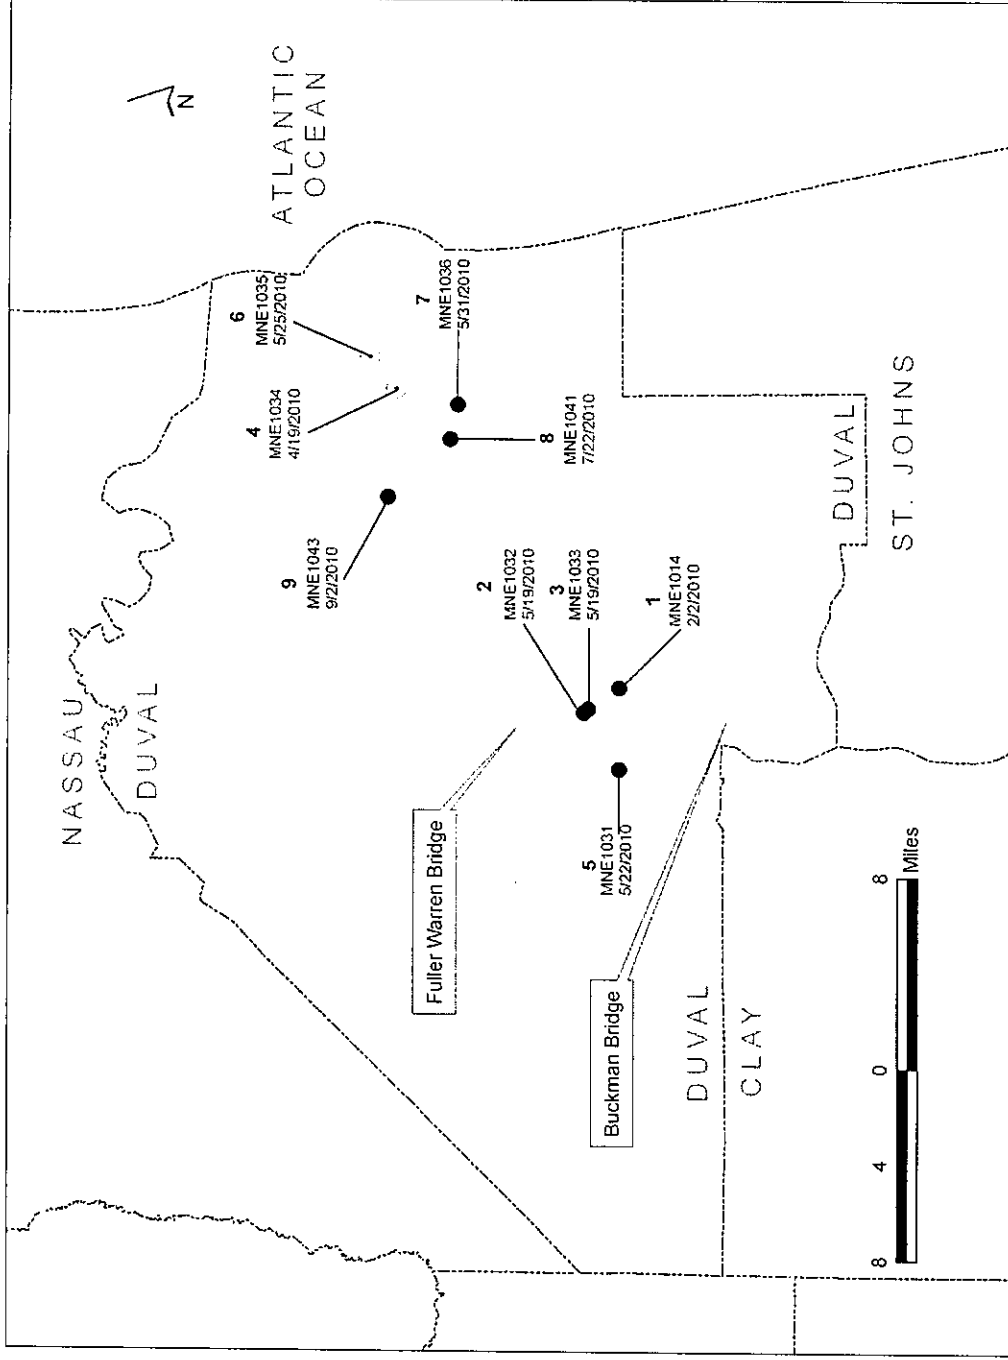 NASSAU
DUVAL
ATLANTIC
OCEAN
N
6
MNE1035
5/25/2010
4
MNE1034
4/19/2010
7
MNE1036
5/31/2010
8
MNE1041
7/22/2010
9
MNE1043
9/2/2010
2
MNE1032
5/19/2010
3
MNE1033
5/19/2010
1
MNE1014
2/2/2010
5
MNE1031
5/22/2010
Fuller Warren Bridge
Buckman Bridge
DUVAL
CLAY
DUVAL
ST. JOHNS
8 4 0 8
Miles